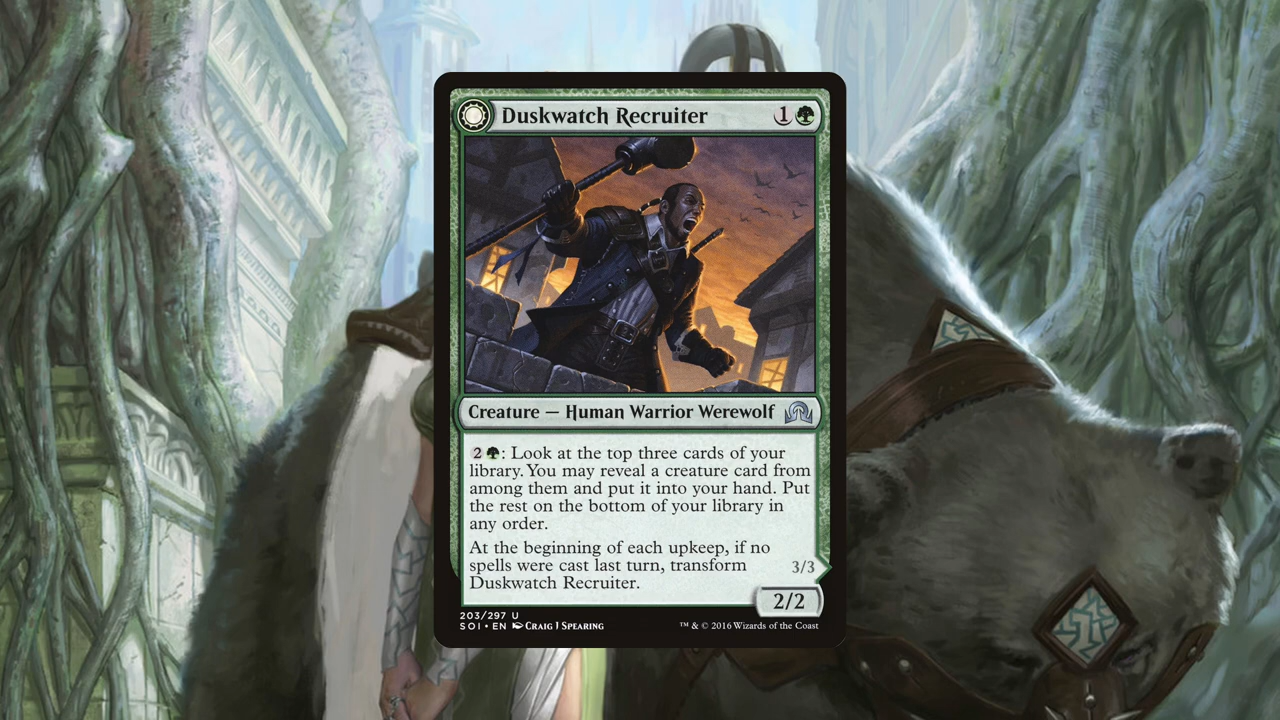 Duskwatch Recruiter 1
Creature — Human Warrior Werewolf
2 : Look at the top three cards of your
library. You may reveal a creature card from
among them and put it into your hand. Put
the rest on the bottom of your library in
any order.
At the beginning of each upkeep, if no
spells were cast last turn, transform
Duskwatch Recruiter.
3/3
2/2
203/297 U
SOI • EN Craig J Spearing
™ & © 2016 Wizards of the Coast